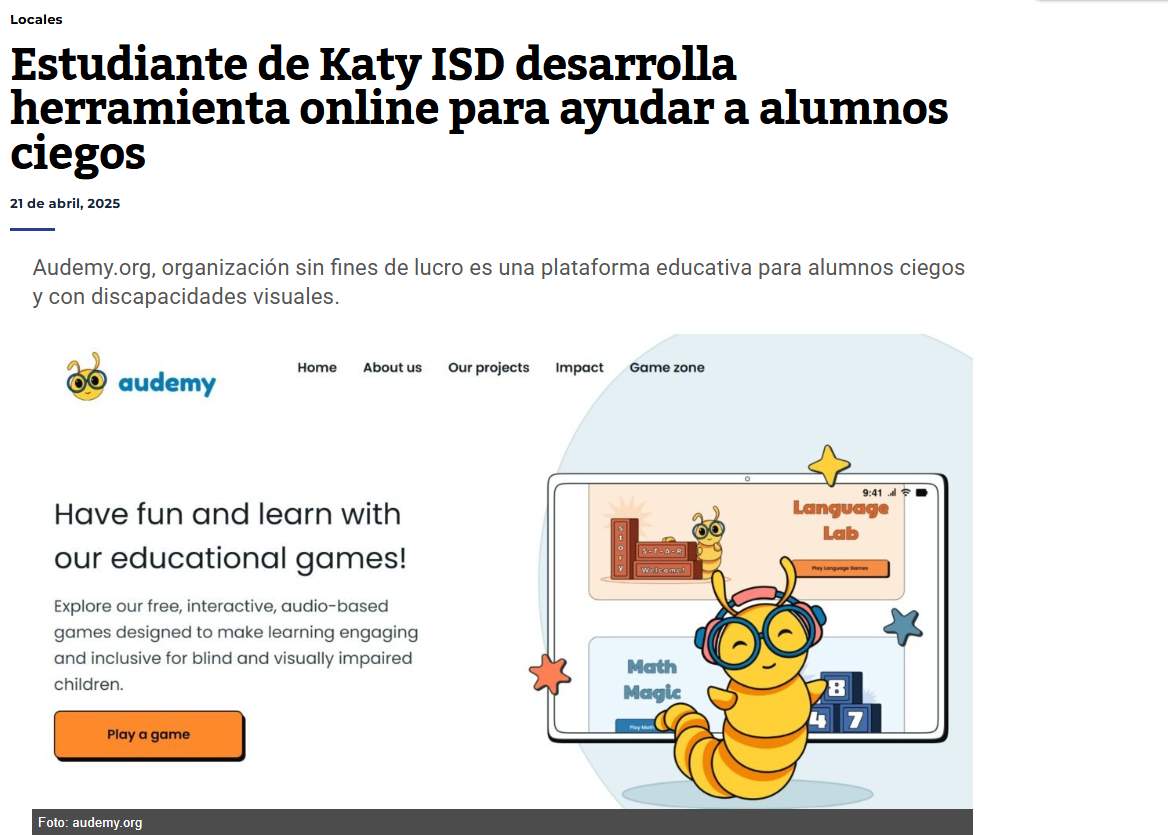 Locales
Estudiante de Katy ISD desarrolla
herramienta online para ayudar a alumnos
ciegos
21 de abril, 2025
Audemy.org, organización sin fines de lucro es una plataforma educativa para alumnos ciegos
y con discapacidades visuales.
audemy
Home About us Our projects Impact Game zone
Have fun and learn with
our educational games!
Explore our free, interactive, audio-based
games designed to make learning engaging
and inclusive for blind and visually impaired
children.
Play a game
9:41
Language
Lab
Play Language Games
Story
S-T-A-R
Welcome!
Math
Magic
Play Math
8
4 7
Foto: audemy.org